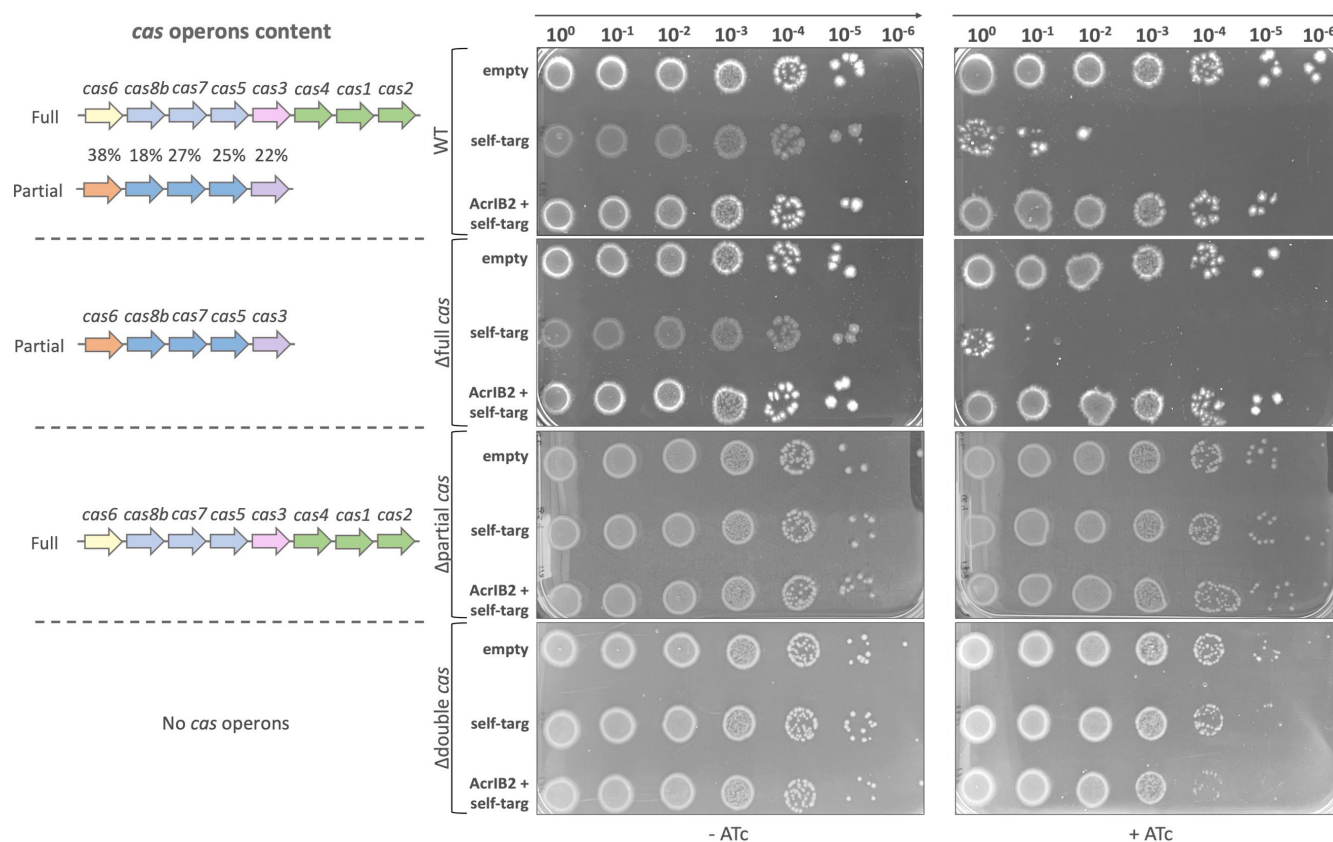 cas operons content
10⁰ 10⁻¹ 10⁻² 10⁻³ 10⁻⁴ 10⁻⁵ 10⁻⁶
10⁰ 10⁻¹ 10⁻² 10⁻³ 10⁻⁴ 10⁻⁵ 10⁻⁶
cas6 cas8b cas7 cas5 cas3 cas4 cas1 cas2
Full
38% 18% 27% 25% 22%
Partial
WT
empty
self-targ
AcrIB2 +
self-targ
cas6 cas8b cas7 cas5 cas3
Partial
Δfull cas
empty
self-targ
AcrIB2 +
self-targ
cas6 cas8b cas7 cas5 cas3 cas4 cas1 cas2
Full
Δpartial cas
empty
self-targ
AcrIB2 +
self-targ
No cas operons
Δdouble cas
empty
self-targ
AcrIB2 +
self-targ
- ATc
+ ATc